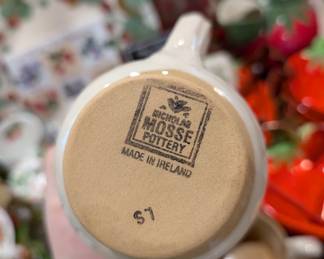 NICHOLAS
MOSSE
POTTERY
MADE IN IRELAND
S7